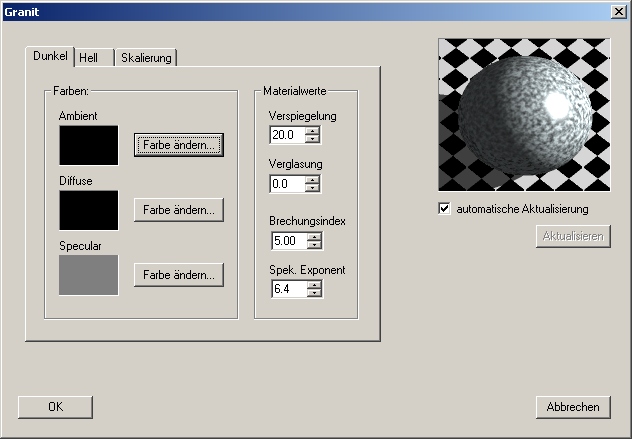 Granit
Dunkel Hell Skalierung
Farben:
Ambient
Farbe ändern...
Diffuse
Farbe ändern...
Specular
Farbe ändern...
Materialwerte
Verspiegelung
20.0
Verglasung
0.0
Brechungsindex
5.00
Spek. Exponent
6.4
automatische Aktualisierung
Aktualisieren
OK
Abbrechen